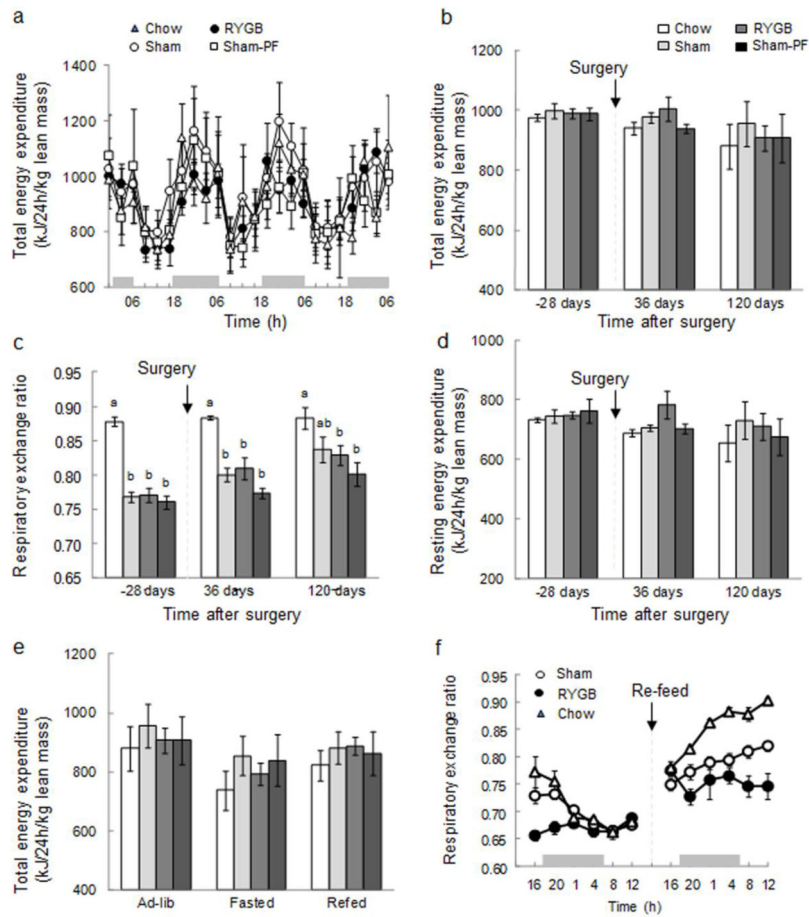 a
Chow
RYGB
Sham
Sham-PF
Total energy expenditure
(kJ/24h/kg lean mass)
1400
1200
1000
800
600
06
18
06
18
06
18
06
Time (h)
b
Chow
RYGB
Sham
Sham-PF
Surgery
Total energy expenditure
(kJ/24h/kg lean mass)
1200
1000
800
600
400
-28 days
36 days
120 days
Time after surgery
c
Surgery
Respiratory exchange ratio
0.95
0.90
0.85
0.80
0.75
0.70
0.65
a
b
b
b
a
b
b
b
a
ab
b
b
-28 days
36 days
120 days
Time after surgery
d
Surgery
Resting energy expenditure
(kJ/24h/kg lean mass)
1000
800
600
400
200
-28 days
36 days
120 days
Time after surgery
e
Total energy expenditure
(kJ/24h/kg lean mass)
1200
1000
800
600
400
Ad-lib
Fasted
Refed
f
Sham
RYGB
Chow
Re-feed
Respiratory exchange ratio
0.95
0.90
0.85
0.80
0.75
0.70
0.65
0.60
16 20 1 4 8 12
16 20 1 4 8 12
Time (h)